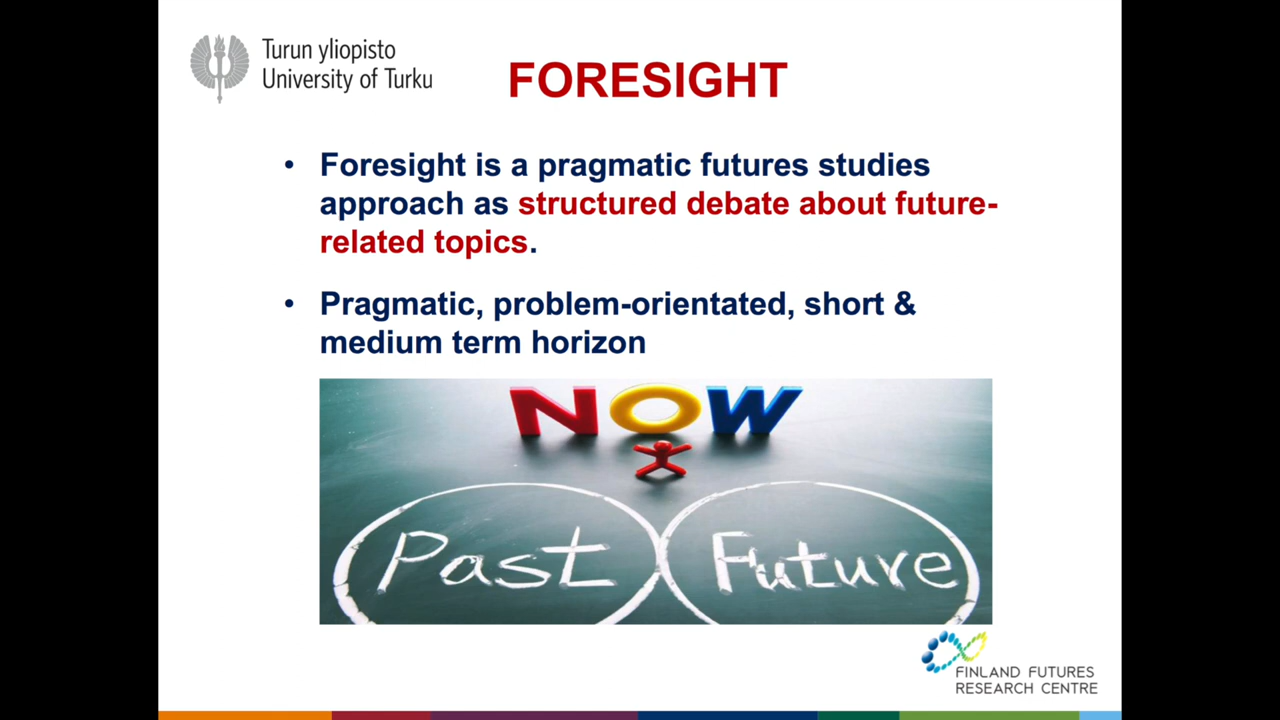 Turun yliopisto
University of Turku
FORESIGHT
• Foresight is a pragmatic futures studies
approach as structured debate about future-
related topics.
• Pragmatic, problem-orientated, short &
medium term horizon
NOW
Past Future
FINLAND FUTURES
RESEARCH CENTRE